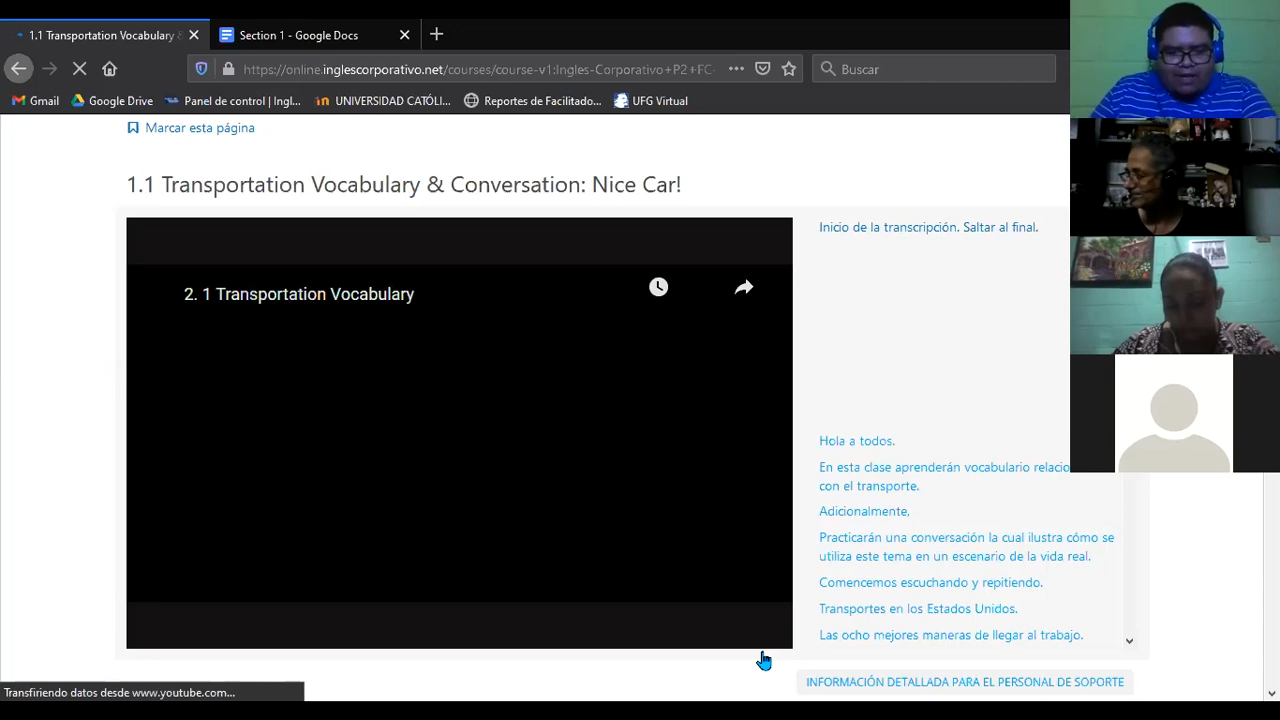 1.1 Transportation Vocabulary &
Section 1 - Google Docs
https://online.inglescorporativo.net/courses/course-v1:Ingles-Corporativo+P2+FC-
Buscar
Gmail
Google Drive
Panel de control | Ingl...
UNIVERSIDAD CATÓLI...
Reportes de Facilitado...
UFG Virtual
Marcar esta página
1.1 Transportation Vocabulary & Conversation: Nice Car!
2. 1 Transportation Vocabulary
Inicio de la transcripción. Saltar al final.
Hola a todos.
En esta clase aprenderán vocabulario
con el transporte.
Adicionalmente,
Practicarán una conversación la cual ilustra cómo se
utiliza este tema en un escenario de la vida real.
Comencemos escuchando y repitiendo.
Transportes en los Estados Unidos.
Las ocho mejores maneras de llegar al trabajo.
INFORMACIÓN DETALLADA PARA EL PERSONAL DE SOPORTE
Transfiriendo datos desde www.youtube.com...